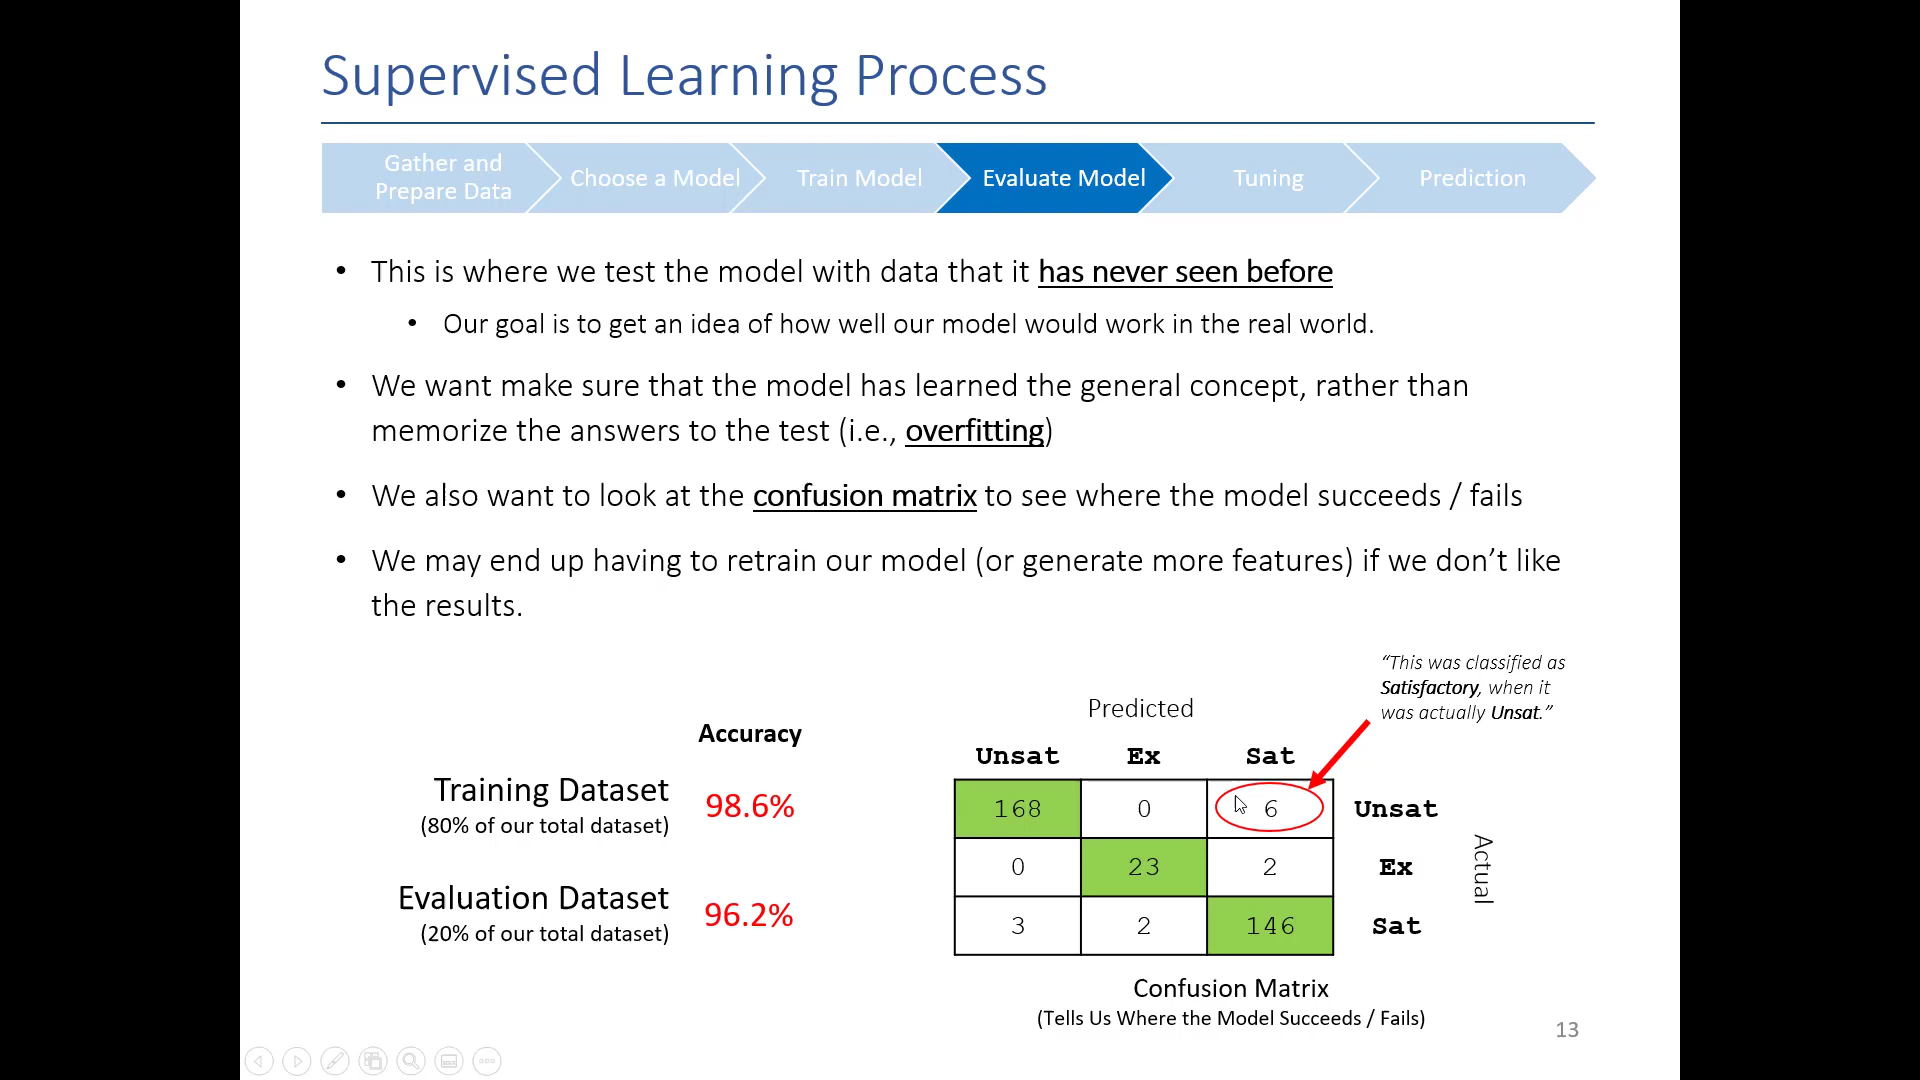 Supervised Learning Process
Gather and
Prepare Data
Choose a Model
Train Model
Evaluate Model
Tuning
Prediction
• This is where we test the model with data that it has never seen before
• Our goal is to get an idea of how well our model would work in the real world.
• We want make sure that the model has learned the general concept, rather than
memorize the answers to the test (i.e., overfitting)
• We also want to look at the confusion matrix to see where the model succeeds / fails
• We may end up having to retrain our model (or generate more features) if we don’t like
the results.
“This was classified as
Satisfactory, when it
was actually Unsat.”
Accuracy
Training Dataset
(80% of our total dataset)
98.6%
Evaluation Dataset
(20% of our total dataset)
96.2%
Predicted
Unsat Ex Sat
168 0 6 Unsat
0 23 2 Ex
3 2 146 Sat
Actual
Confusion Matrix
(Tells Us Where the Model Succeeds / Fails)
13